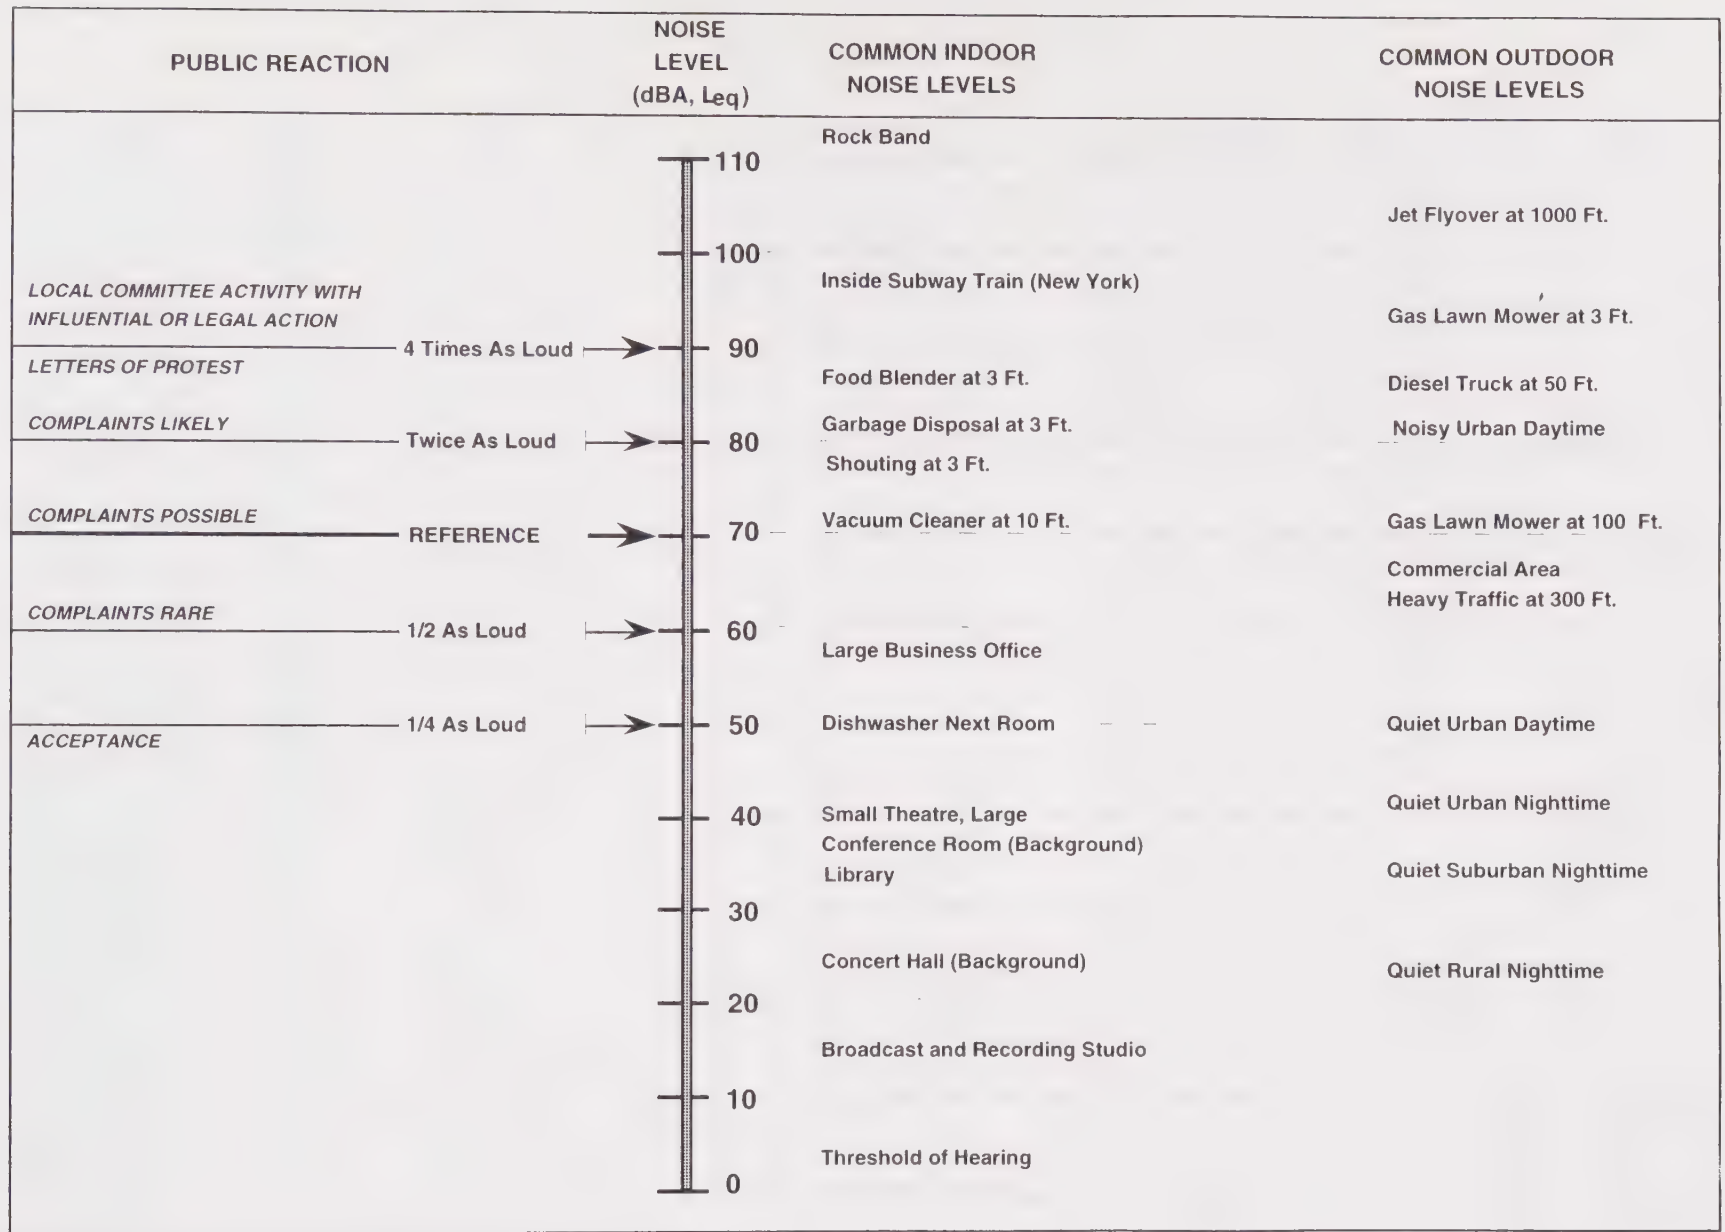 PUBLIC REACTION
NOISE
LEVEL
(dBA, Leq)
COMMON INDOOR
NOISE LEVELS
COMMON OUTDOOR
NOISE LEVELS
Rock Band
110
Jet Flyover at 1000 Ft.
100
LOCAL COMMITTEE ACTIVITY WITH
INFLUENTIAL OR LEGAL ACTION
Inside Subway Train (New York)
Gas Lawn Mower at 3 Ft.
4 Times As Loud
90
LETTERS OF PROTEST
Food Blender at 3 Ft.
Diesel Truck at 50 Ft.
COMPLAINTS LIKELY
Garbage Disposal at 3 Ft.
Noisy Urban Daytime
Twice As Loud
80
Shouting at 3 Ft.
COMPLAINTS POSSIBLE
Vacuum Cleaner at 10 Ft.
Gas Lawn Mower at 100 Ft.
REFERENCE
70
Commercial Area
Heavy Traffic at 300 Ft.
COMPLAINTS RARE
1/2 As Loud
60
Large Business Office
1/4 As Loud
50
Dishwasher Next Room
Quiet Urban Daytime
ACCEPTANCE
40
Small Theatre, Large
Conference Room (Background)
Library
Quiet Urban Nighttime
Quiet Suburban Nighttime
30
Concert Hall (Background)
Quiet Rural Nighttime
20
Broadcast and Recording Studio
10
Threshold of Hearing
0